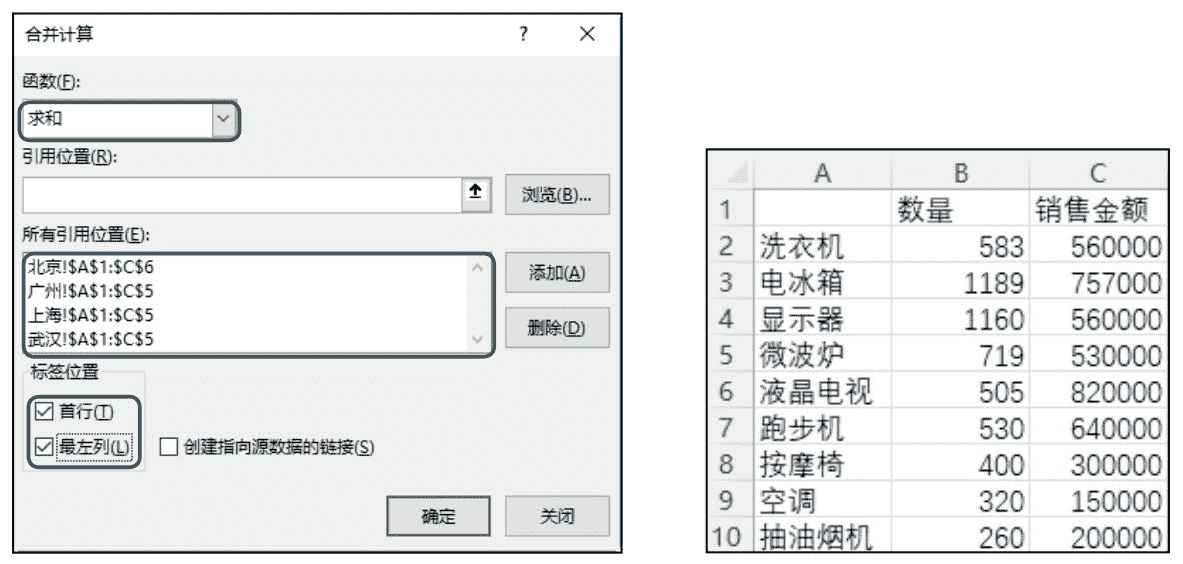 合并计算 ?
函数(F):
求和
引用位置(R):
浏览(B)...
所有引用位置(E):
北京!$A$1:$C$6
广州!$A$1:$C$5
上海!$A$1:$C$5
武汉!$A$1:$C$5
添加(A)
删除(D)
标签位置
首行(T)
最左列(L) 创建指向源数据的链接(S)
确定 关闭
A B C
1 数量 销售金额
2 洗衣机 583 560000
3 电冰箱 1189 757000
4 显示器 1160 560000
5 微波炉 719 530000
6 液晶电视 505 820000
7 跑步机 530 640000
8 按摩椅 400 300000
9 空调 320 150000
10 抽油烟机 260 200000